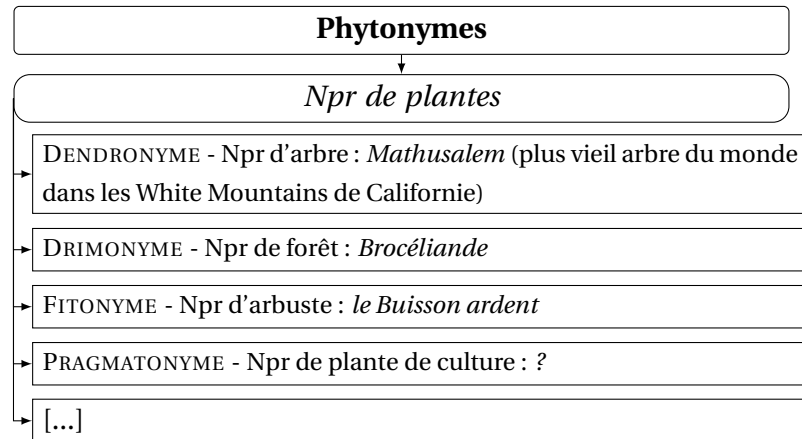 Phytonymes
Npr de plantes
DENDRONYME - Npr d'arbre : Mathusalem (plus vieil arbre du monde
dans les White Mountains de Californie)
DRIMONYME - Npr de forêt : Brocéliande
FITONYME - Npr d'arbuste : le Buisson ardent
PRAGMATONYME - Npr de plante de culture : ?
[...]